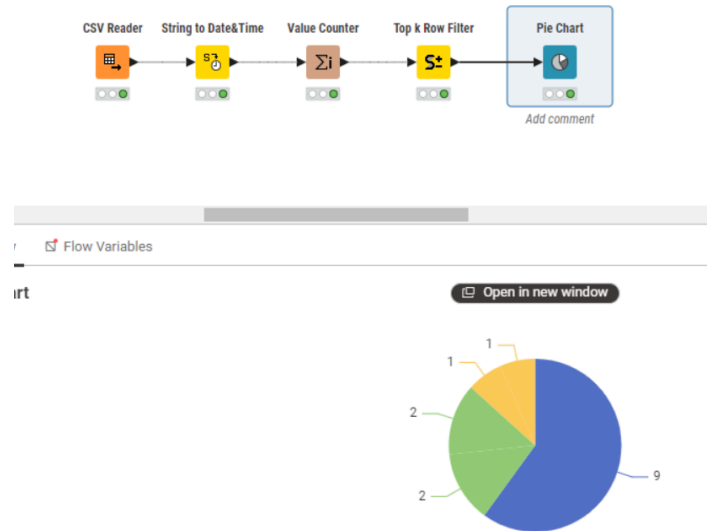 CSV Reader
String to Date&Time
Value Counter
Top k Row Filter
Pie Chart
Add comment
Flow Variables
Open in new window
1
1
2
2
9